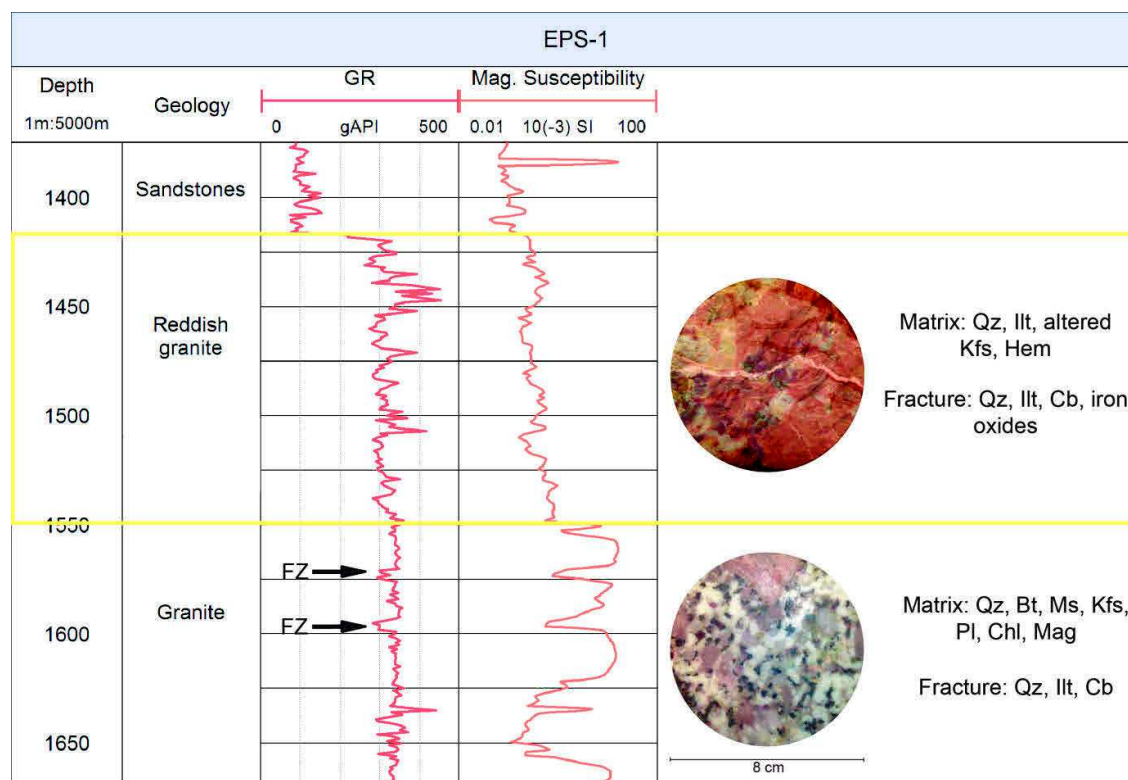 EPS-1
Depth
1m:5000m
Geology
GR
0 gAPI 500
Mag. Susceptibility
0.01 10(-3) SI 100
1400
Sandstones
1450
Reddish
granite
Matrix: Qz, Ilt, altered
Kfs, Hem
1500
Fracture: Qz, Ilt, Cb, iron
oxides
1550
FZ
Granite
FZ
1600
Matrix: Qz, Bt, Ms, Kfs,
Pl, Chl, Mag
Fracture: Qz, Ilt, Cb
1650
8 cm